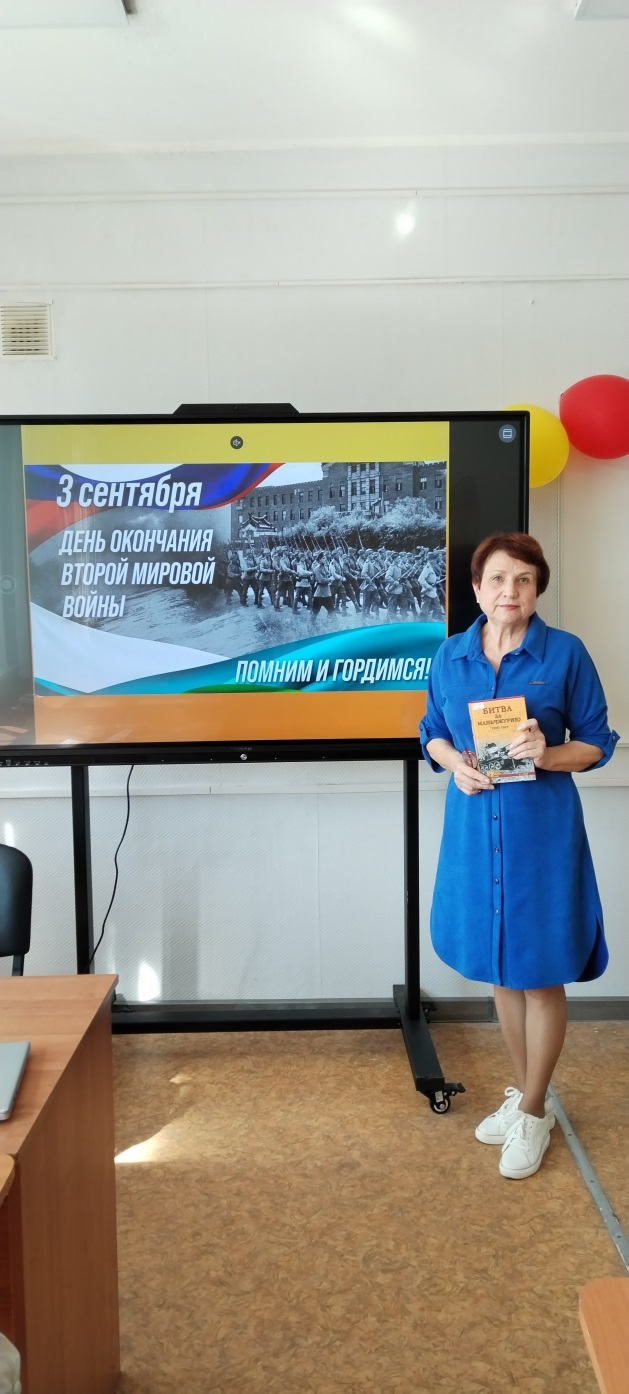 3 сентября
ДЕНЬ ОКОНЧАНИЯ
ВТОРОЙ МИРОВОЙ
ВОЙНЫ
ПОМНИМ И ГОРДИМСЯ!
БИТВА
ЗА
МАНЬЧЖУРИЮ